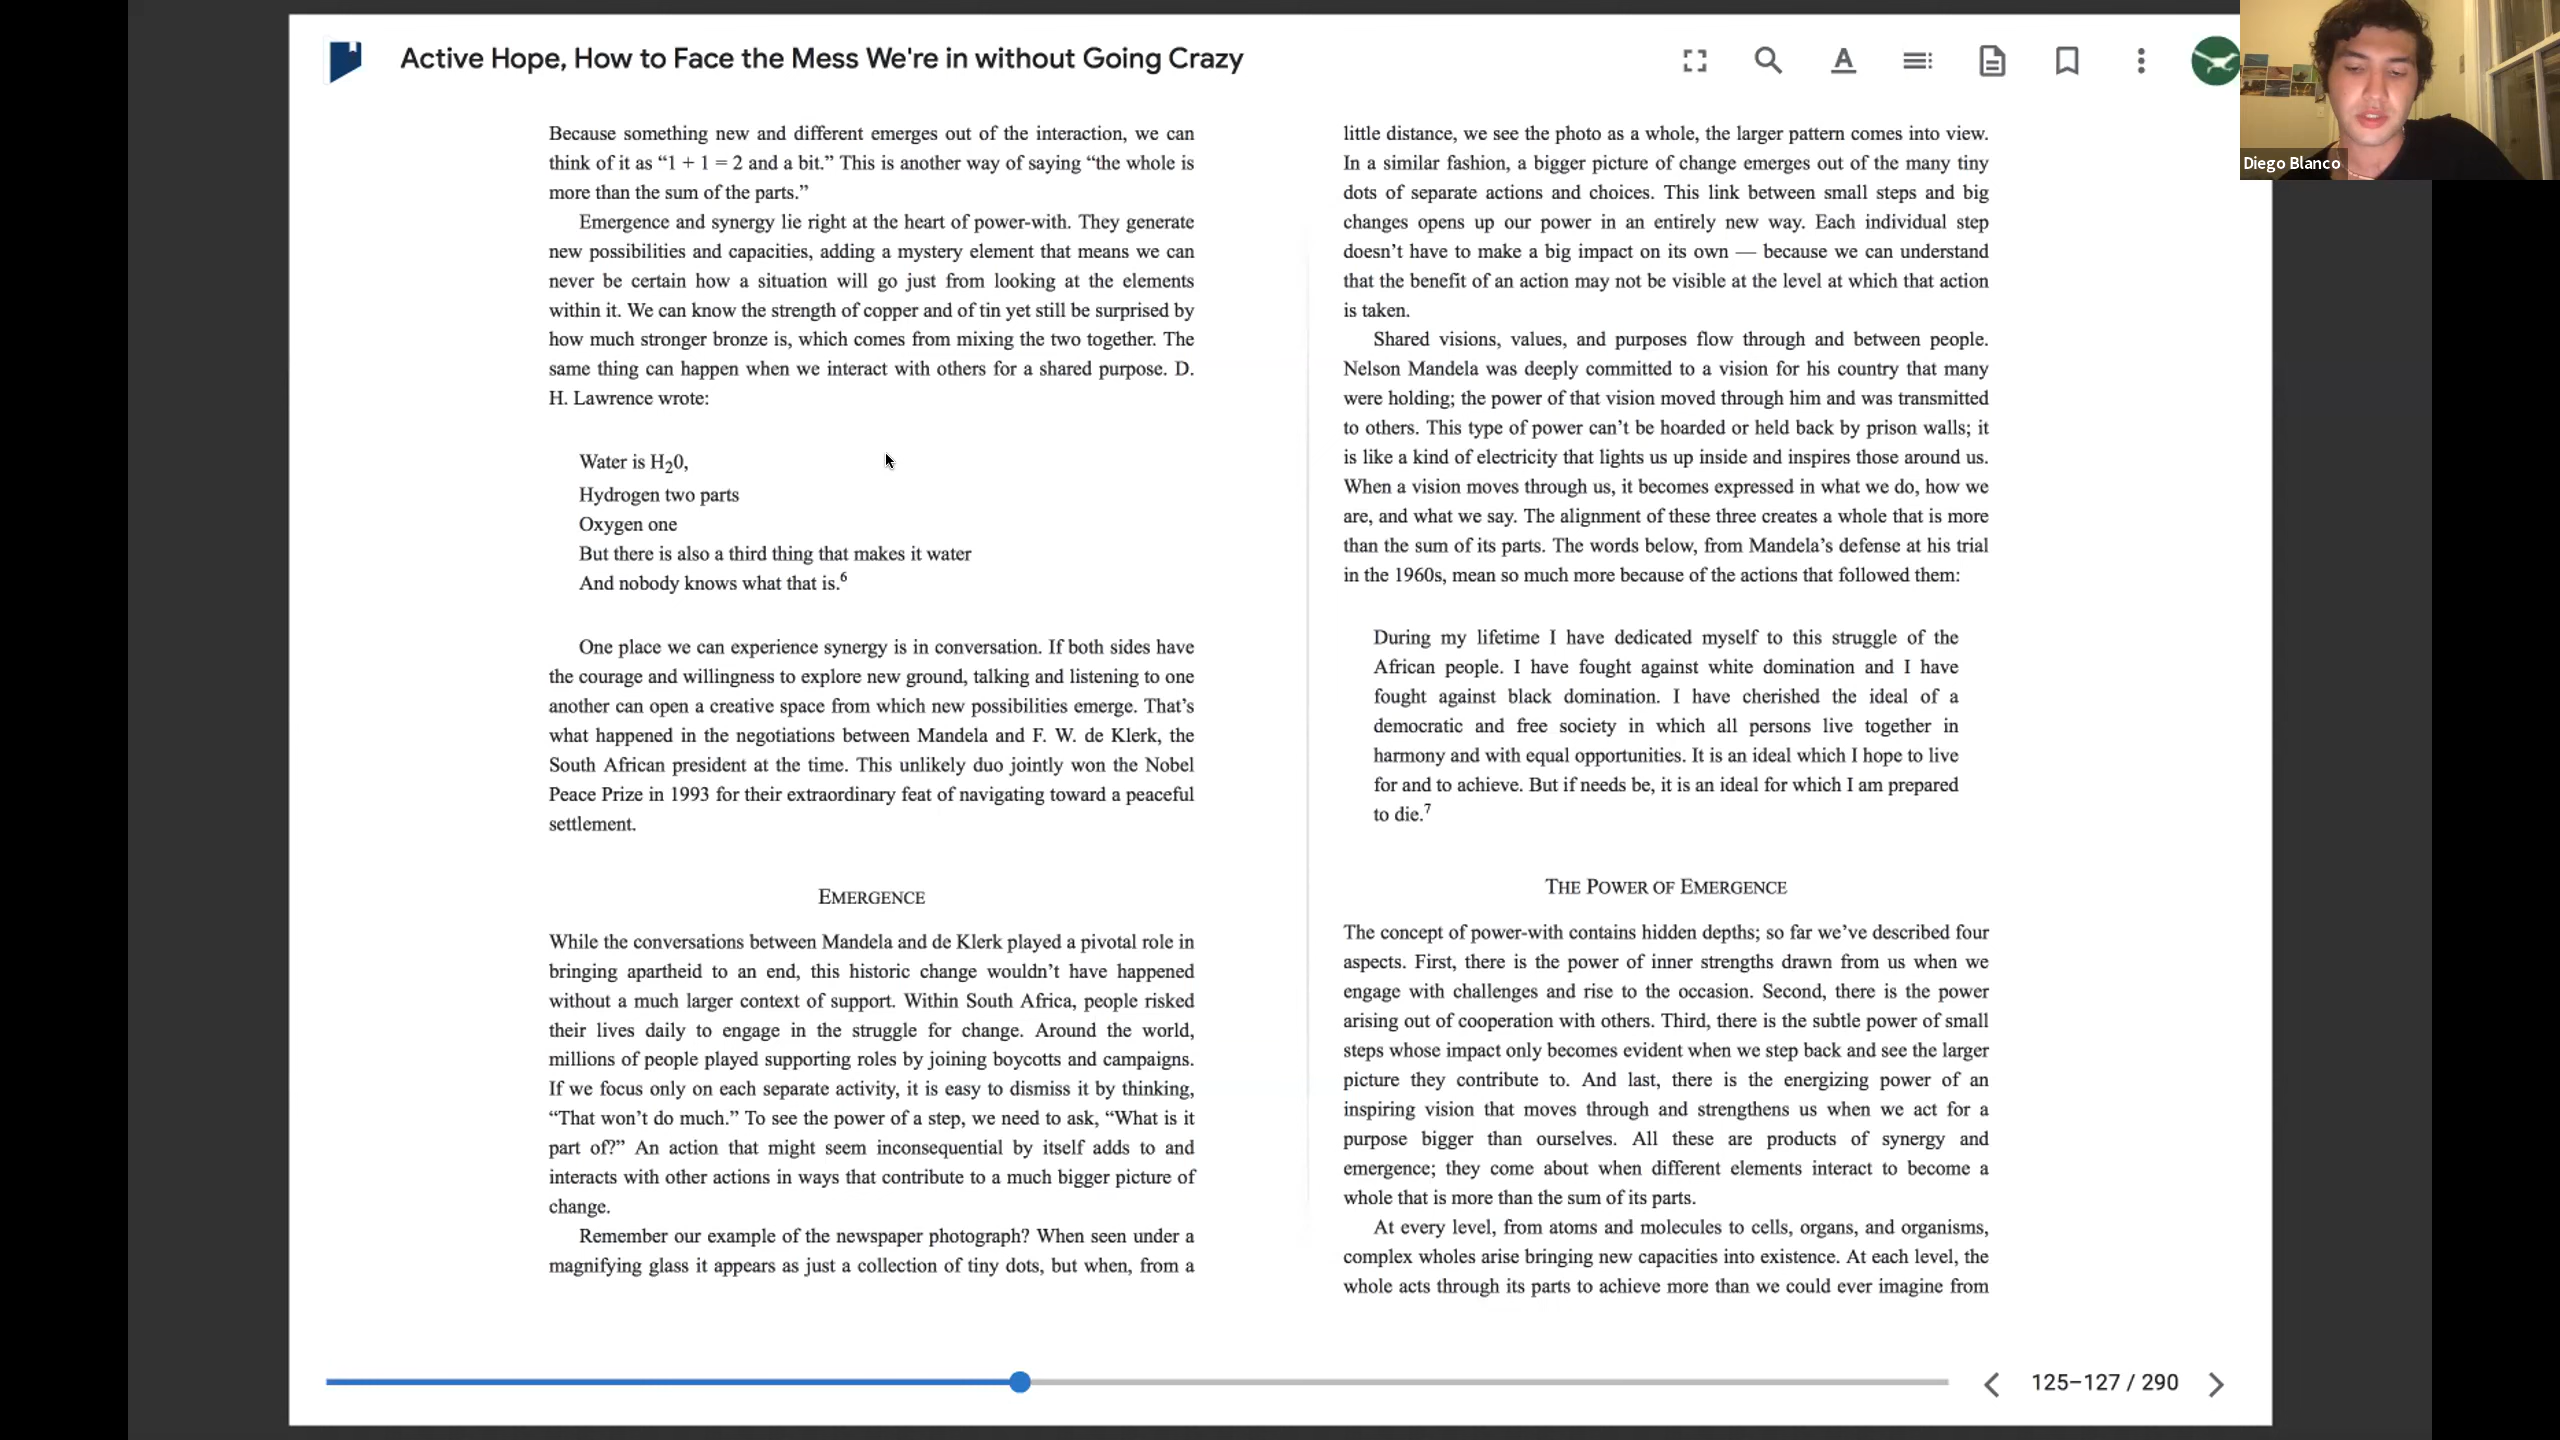 Active Hope, How to Face the Mess We're in without Going Crazy
Diego Blanco
Because something new and different emerges out of the interaction, we can
think of it as “1 + 1 = 2 and a bit.” This is another way of saying “the whole is
more than the sum of the parts.”
Emergence and synergy lie right at the heart of power-with. They generate
new possibilities and capacities, adding a mystery element that means we can
never be certain how a situation will go just from looking at the elements
within it. We can know the strength of copper and of tin yet still be surprised by
how much stronger bronze is, which comes from mixing the two together. The
same thing can happen when we interact with others for a shared purpose. D.
H. Lawrence wrote:
Water is H₂0,
Hydrogen two parts
Oxygen one
But there is also a third thing that makes it water
And nobody knows what that is.⁶
One place we can experience synergy is in conversation. If both sides have
the courage and willingness to explore new ground, talking and listening to one
another can open a creative space from which new possibilities emerge. That’s
what happened in the negotiations between Mandela and F. W. de Klerk, the
South African president at the time. This unlikely duo jointly won the Nobel
Peace Prize in 1993 for their extraordinary feat of navigating toward a peaceful
settlement.
EMERGENCE
While the conversations between Mandela and de Klerk played a pivotal role in
bringing apartheid to an end, this historic change wouldn’t have happened
without a much larger context of support. Within South Africa, people risked
their lives daily to engage in the struggle for change. Around the world,
millions of people played supporting roles by joining boycotts and campaigns.
If we focus only on each separate activity, it is easy to dismiss it by thinking,
“That won’t do much.” To see the power of a step, we need to ask, “What is it
part of?” An action that might seem inconsequential by itself adds to and
interacts with other actions in ways that contribute to a much bigger picture of
change.
Remember our example of the newspaper photograph? When seen under a
magnifying glass it appears as just a collection of tiny dots, but when, from a
little distance, we see the photo as a whole, the larger pattern comes into view.
In a similar fashion, a bigger picture of change emerges out of the many tiny
dots of separate actions and choices. This link between small steps and big
changes opens up our power in an entirely new way. Each individual step
doesn’t have to make a big impact on its own — because we can understand
that the benefit of an action may not be visible at the level at which that action
is taken.
Shared visions, values, and purposes flow through and between people.
Nelson Mandela was deeply committed to a vision for his country that many
were holding; the power of that vision moved through him and was transmitted
to others. This type of power can’t be hoarded or held back by prison walls; it
is like a kind of electricity that lights us up inside and inspires those around us.
When a vision moves through us, it becomes expressed in what we do, how we
are, and what we say. The alignment of these three creates a whole that is more
than the sum of its parts. The words below, from Mandela’s defense at his trial
in the 1960s, mean so much more because of the actions that followed them:
During my lifetime I have dedicated myself to this struggle of the
African people. I have fought against white domination and I have
fought against black domination. I have cherished the ideal of a
democratic and free society in which all persons live together in
harmony and with equal opportunities. It is an ideal which I hope to live
for and to achieve. But if needs be, it is an ideal for which I am prepared
to die.⁷
THE POWER OF EMERGENCE
The concept of power-with contains hidden depths; so far we’ve described four
aspects. First, there is the power of inner strengths drawn from us when we
engage with challenges and rise to the occasion. Second, there is the power
arising out of cooperation with others. Third, there is the subtle power of small
steps whose impact only becomes evident when we step back and see the larger
picture they contribute to. And last, there is the energizing power of an
inspiring vision that moves through and strengthens us when we act for a
purpose bigger than ourselves. All these are products of synergy and
emergence; they come about when different elements interact to become a
whole that is more than the sum of its parts.
At every level, from atoms and molecules to cells, organs, and organisms,
complex wholes arise bringing new capacities into existence. At each level, the
whole acts through its parts to achieve more than we could ever imagine from
125–127 / 290